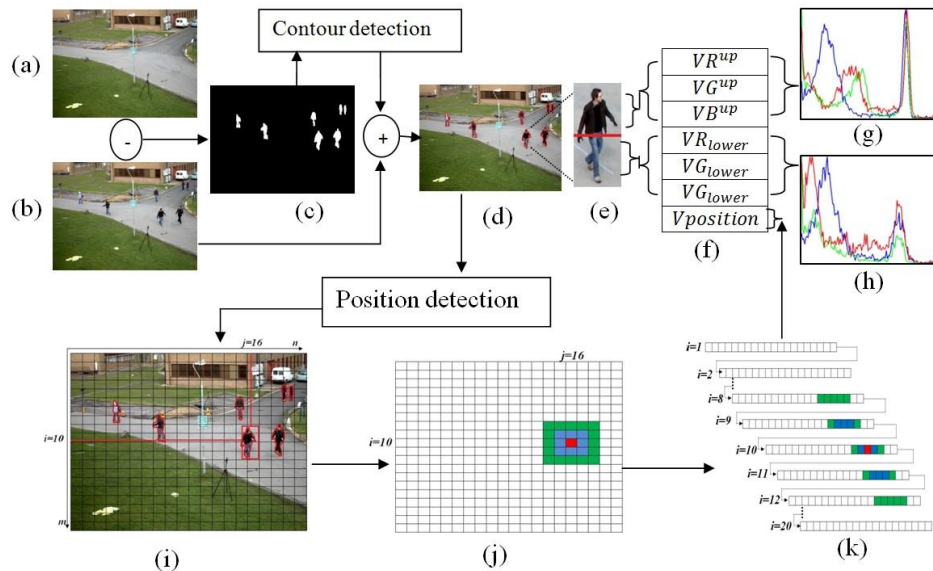 (a)
(b)
-
Contour detection
(c)
+
(d)
(e)
VR^up
VG^up
VB^up
VR_lower
VG_lower
VG_lower
Vposition
(f)
(g)
(h)
Position detection
j=16
n
i=10
m
(i)
j=16
i=10
(j)
i=1
i=2
i=8
i=9
i=10
i=11
i=12
i=20
(k)